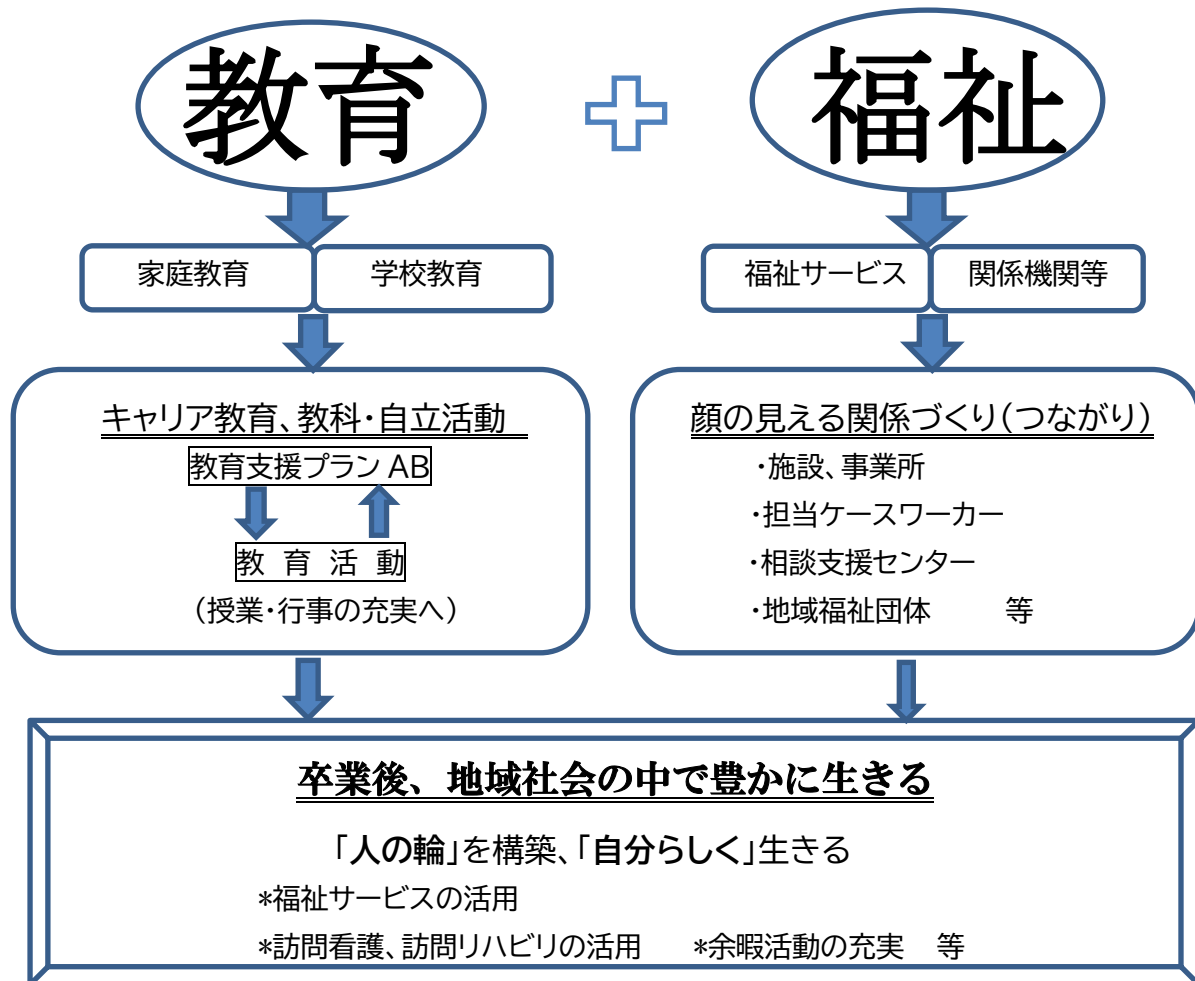 教育
福祉
家庭教育
学校教育
福祉サービス
関係機関等
キャリア教育、教科・自立活動
教育支援プラン AB
教 育 活 動
（授業・行事の充実へ）
顔の見える関係づくり（つながり）
・施設、事業所
・担当ケースワーカー
・相談支援センター
・地域福祉団体　　等
卒業後、地域社会の中で豊かに生きる
「人の輪」を構築、「自分らしく」生きる
*福祉サービスの活用
*訪問看護、訪問リハビリの活用　*余暇活動の充実　等